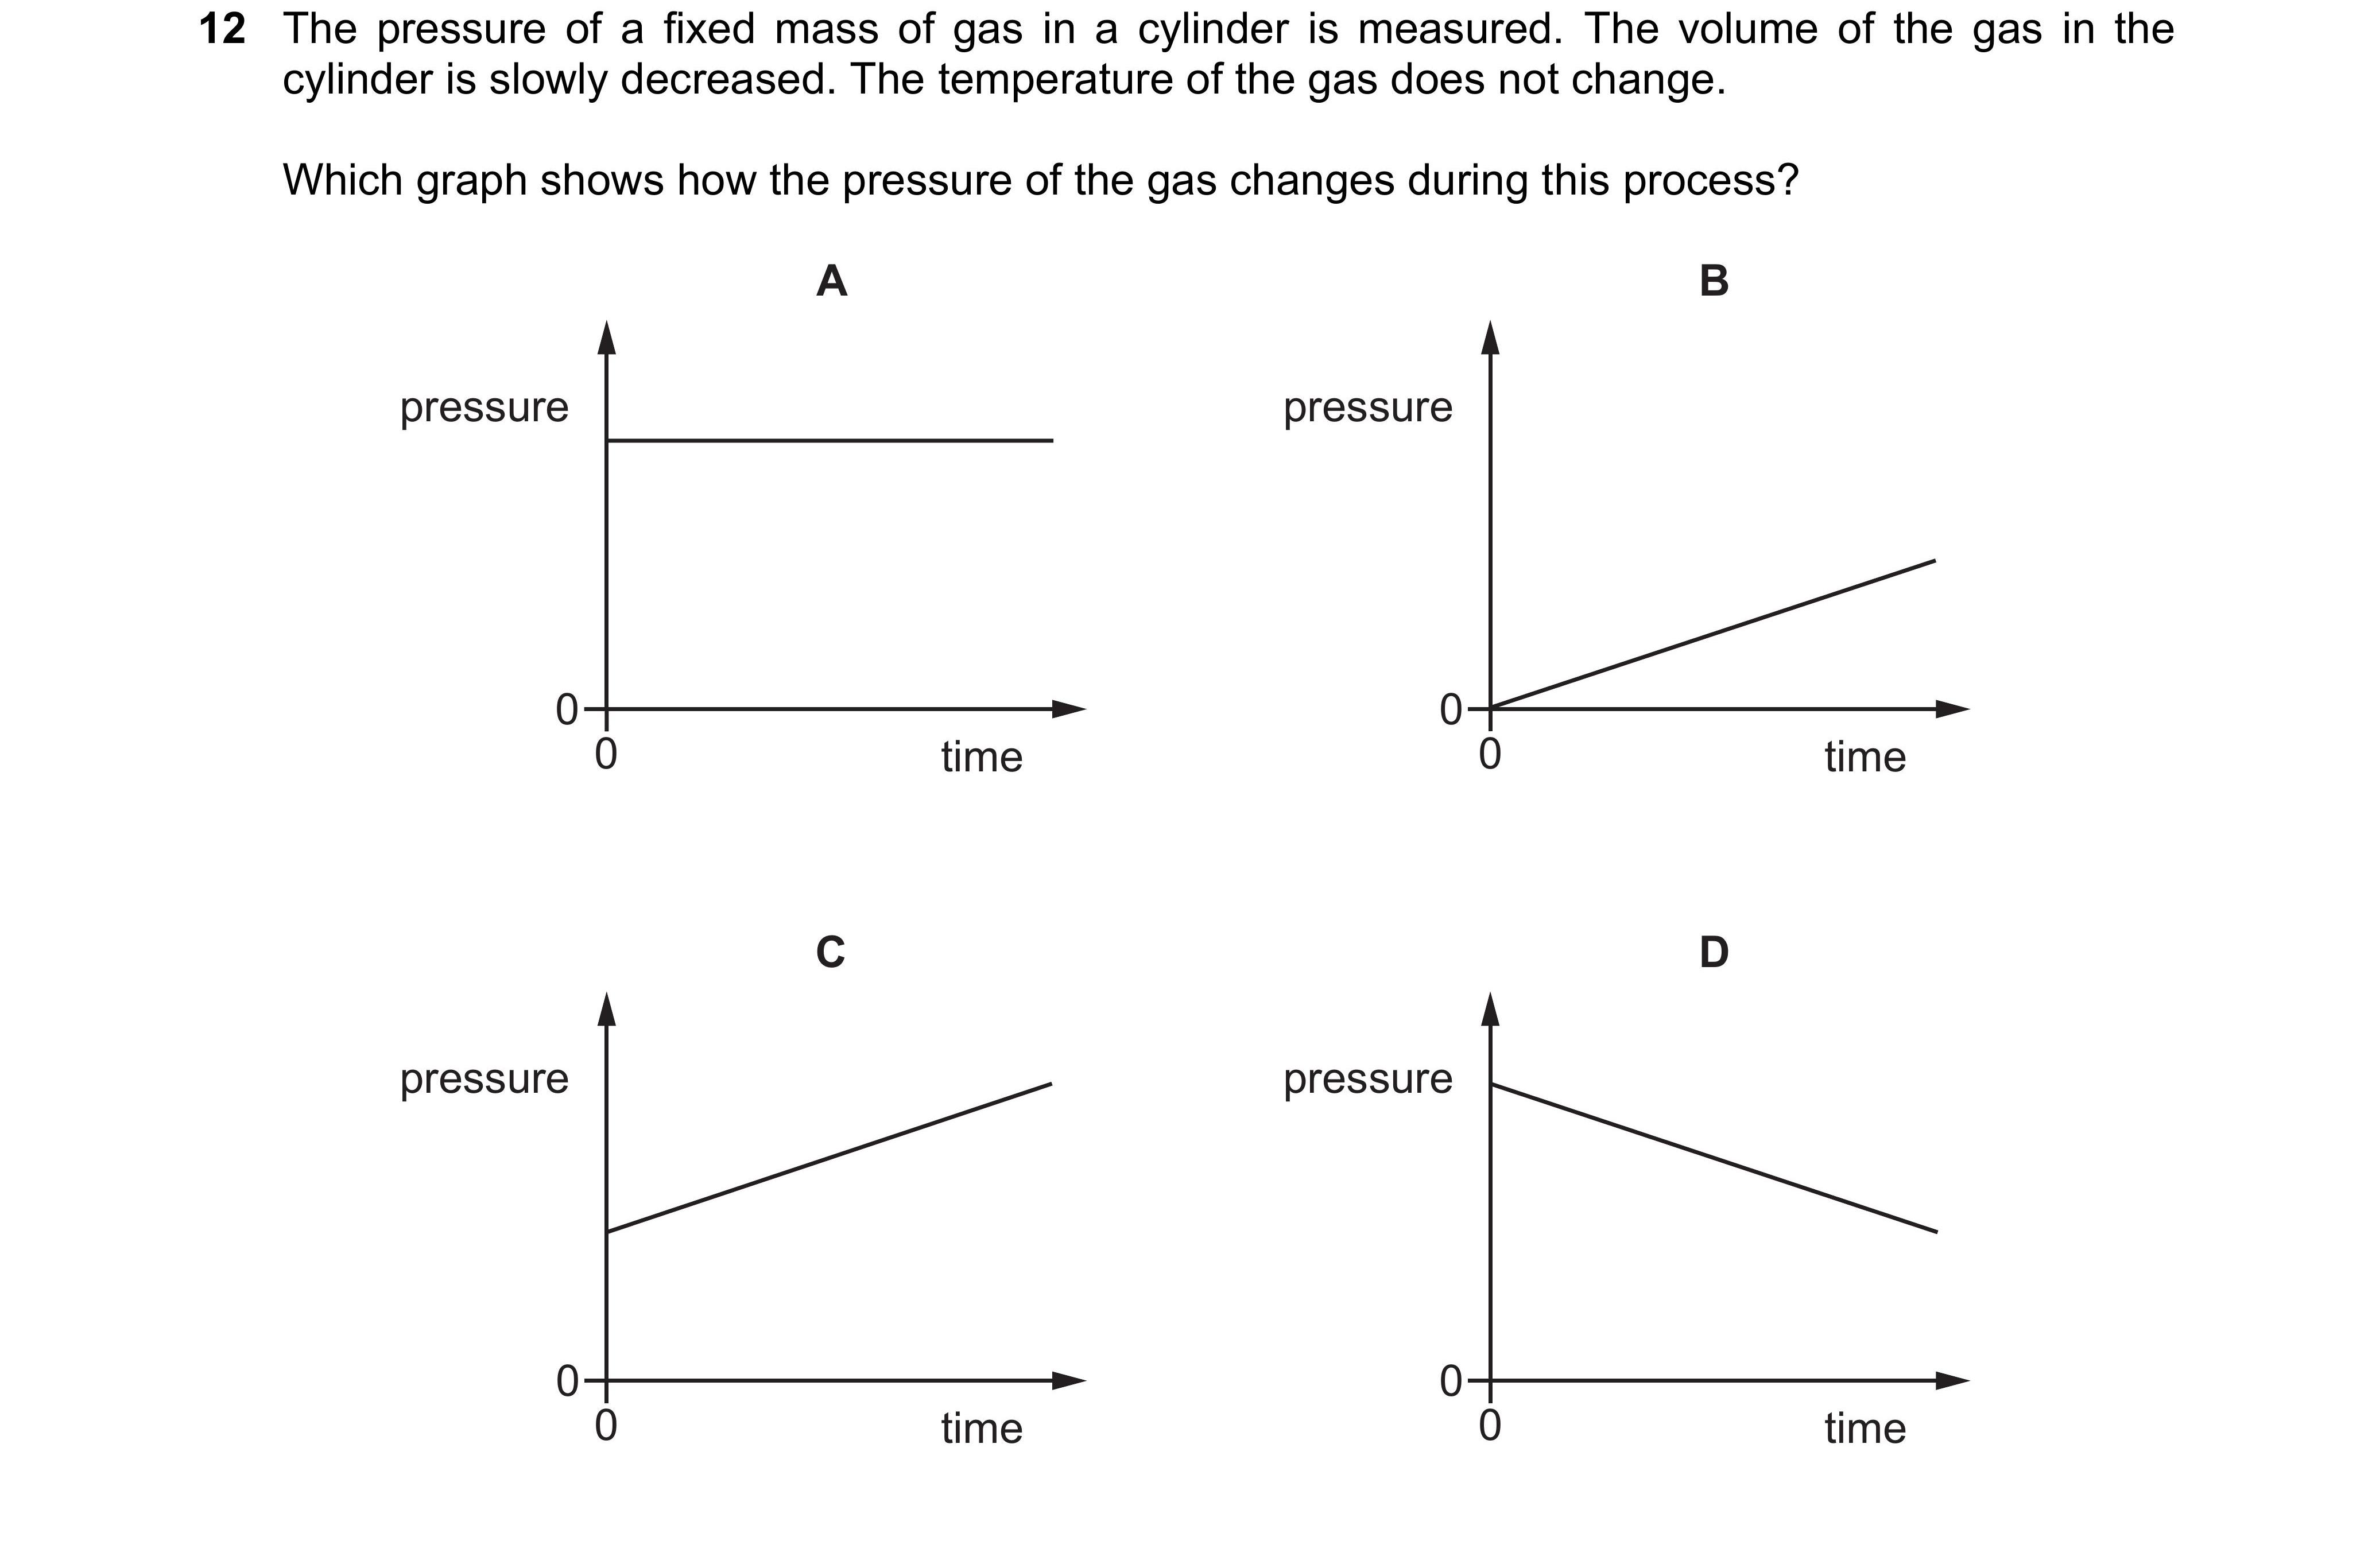 12 The pressure of a fixed mass of gas in a cylinder is measured. The volume of the gas in the
cylinder is slowly decreased. The temperature of the gas does not change.
Which graph shows how the pressure of the gas changes during this process?
A
B
pressure
pressure
0
0
0
time
0
time
C
D
pressure
pressure
0
0
0
time
0
time